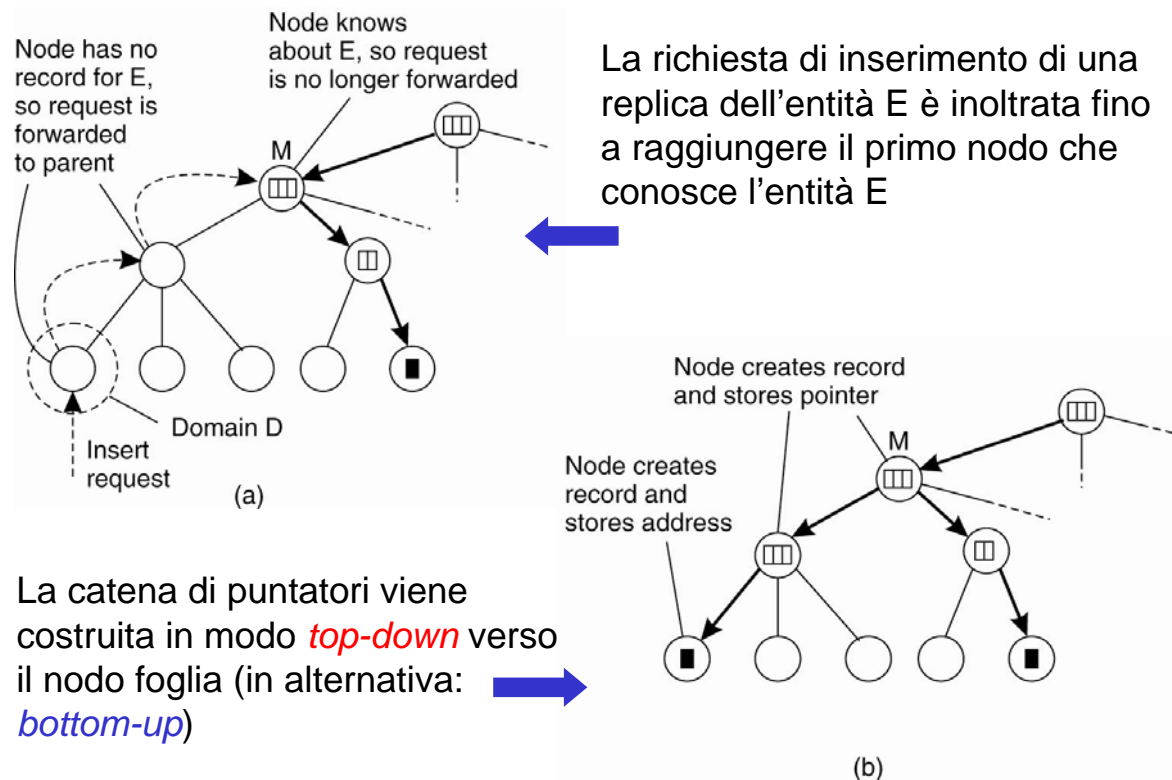 Node has no
record for E,
so request is
forwarded
to parent
Node knows
about E, so request
is no longer forwarded
M
Domain D
Insert
request
(a)
La richiesta di inserimento di una
replica dell’entità E è inoltrata fino
a raggiungere il primo nodo che
conosce l’entità E
Node creates record
and stores pointer
M
Node creates
record and
stores address
(b)
La catena di puntatori viene
costruita in modo top-down verso
il nodo foglia (in alternativa:
bottom-up)